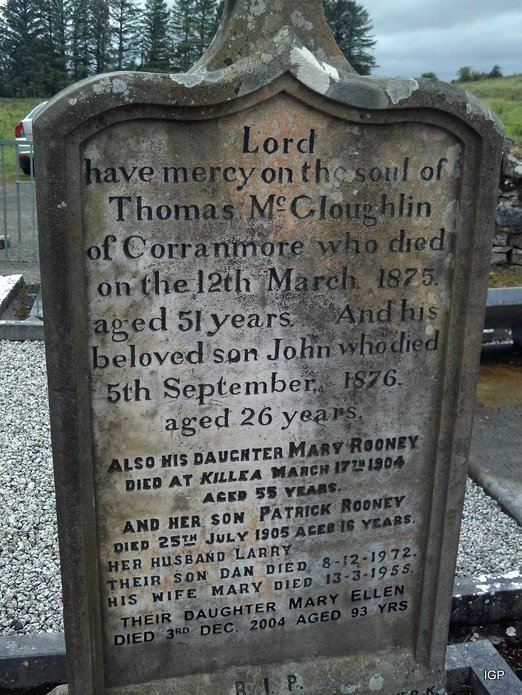 Lord
have mercy on the soul of
Thomas McGloughlin
of Corranmore who died
on the 12th March 1875.
aged 51 years. And his
beloved son John who died
5th September, 1876.
aged 26 years.
ALSO HIS DAUGHTER MARY ROONEY
DIED AT KILLEA MARCH 17TH 1904
AGED 55 YEARS.
AND HER SON PATRICK ROONEY
DIED 25TH JULY 1905 AGED 16 YEARS.
HER HUSBAND LARRY
THEIR SON DAN DIED 8-12-1972.
HIS WIFE MARY DIED 13-3-1955.
THEIR DAUGHTER MARY ELLEN
DIED 3RD DEC. 2004 AGED 93 YRS
R.I.P.
IGP